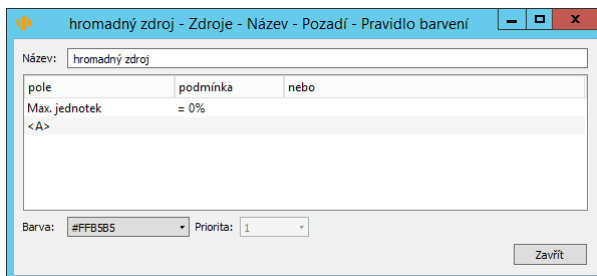 hromadný zdroj - Zdroje - Název - Pozadí - Pravidlo barvení
Název: hromadný zdroj
pole podmínka nebo
Max. jednotek = 0%
<A>
Barva: #FFB5B5 Priorita: 1
Zavřít